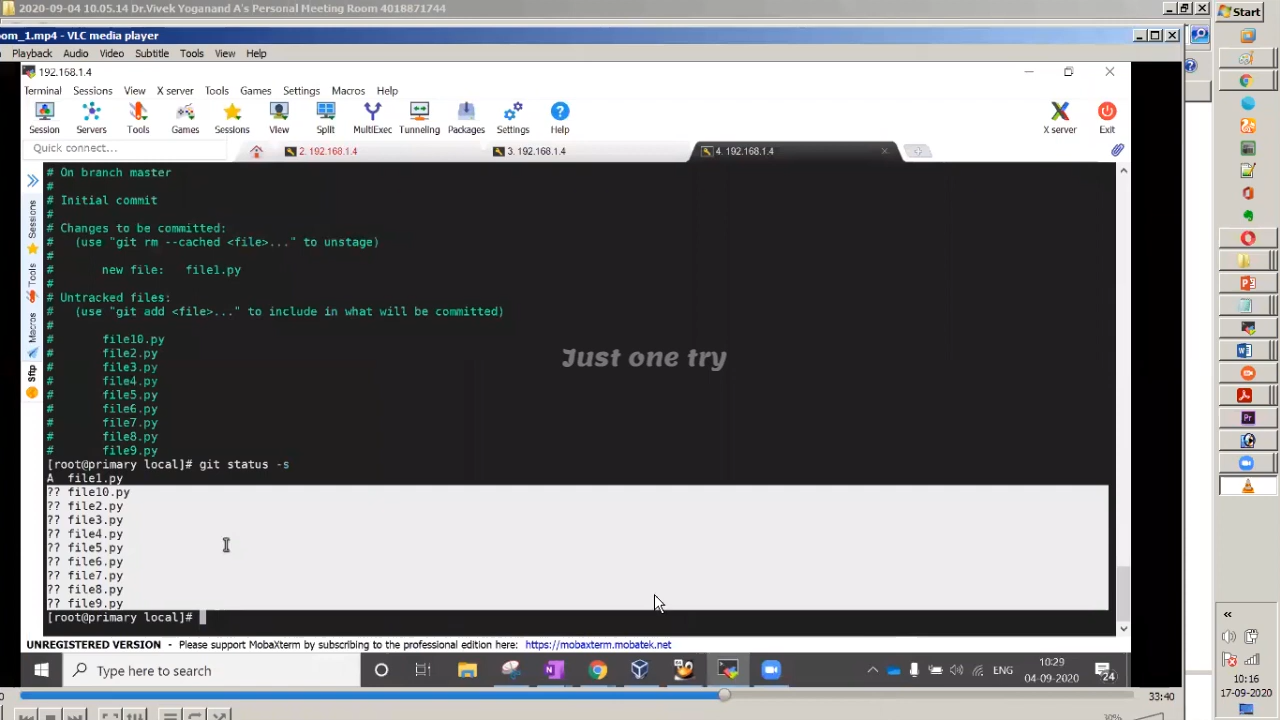 2020-09-04 10.05.14 Dr.Vivek Yoganand A's Personal Meeting Room 4018871744
Start
oom_1.mp4 - VLC media player
Playback Audio Video Subtitle Tools View Help
192.168.1.4
Terminal Sessions View X server Tools Games Settings Macros Help
Session Servers Tools Games Sessions View Split MultiExec Tunneling Packages Settings Help X server Exit
Quick connect...
2. 192.168.1.4
3. 192.168.1.4
4. 192.168.1.4
Sessions
Tools
Macros
Sftp
# On branch master
#
# Initial commit
#
# Changes to be committed:
#   (use "git rm --cached <file>..." to unstage)
#
#       new file:   file1.py
#
# Untracked files:
#   (use "git add <file>..." to include in what will be committed)
#
#       file10.py
#       file2.py
#       file3.py
#       file4.py
#       file5.py
#       file6.py
#       file7.py
#       file8.py
#       file9.py
Just one try
[root@primary local]# git status -s
A  file1.py
?? file10.py
?? file2.py
?? file3.py
?? file4.py
?? file5.py
?? file6.py
?? file7.py
?? file8.py
?? file9.py
[root@primary local]#
UNREGISTERED VERSION - Please support MobaXterm by subscribing to the professional edition here: https://mobaxterm.mobatek.net
Type here to search
ENG
10:29
04-09-2020
24
33:40
10:16
17-09-2020